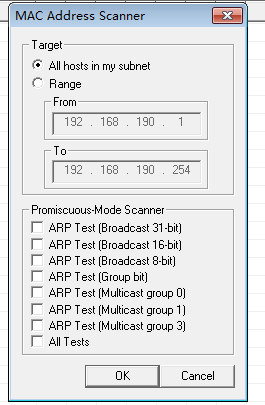 MAC Address Scanner
Target
All hosts in my subnet
Range
From
192 . 168 . 190 . 1
To
192 . 168 . 190 . 254
Promiscuous-Mode Scanner
ARP Test (Broadcast 31-bit)
ARP Test (Broadcast 16-bit)
ARP Test (Broadcast 8-bit)
ARP Test (Group bit)
ARP Test (Multicast group 0)
ARP Test (Multicast group 1)
ARP Test (Multicast group 3)
All Tests
OK Cancel